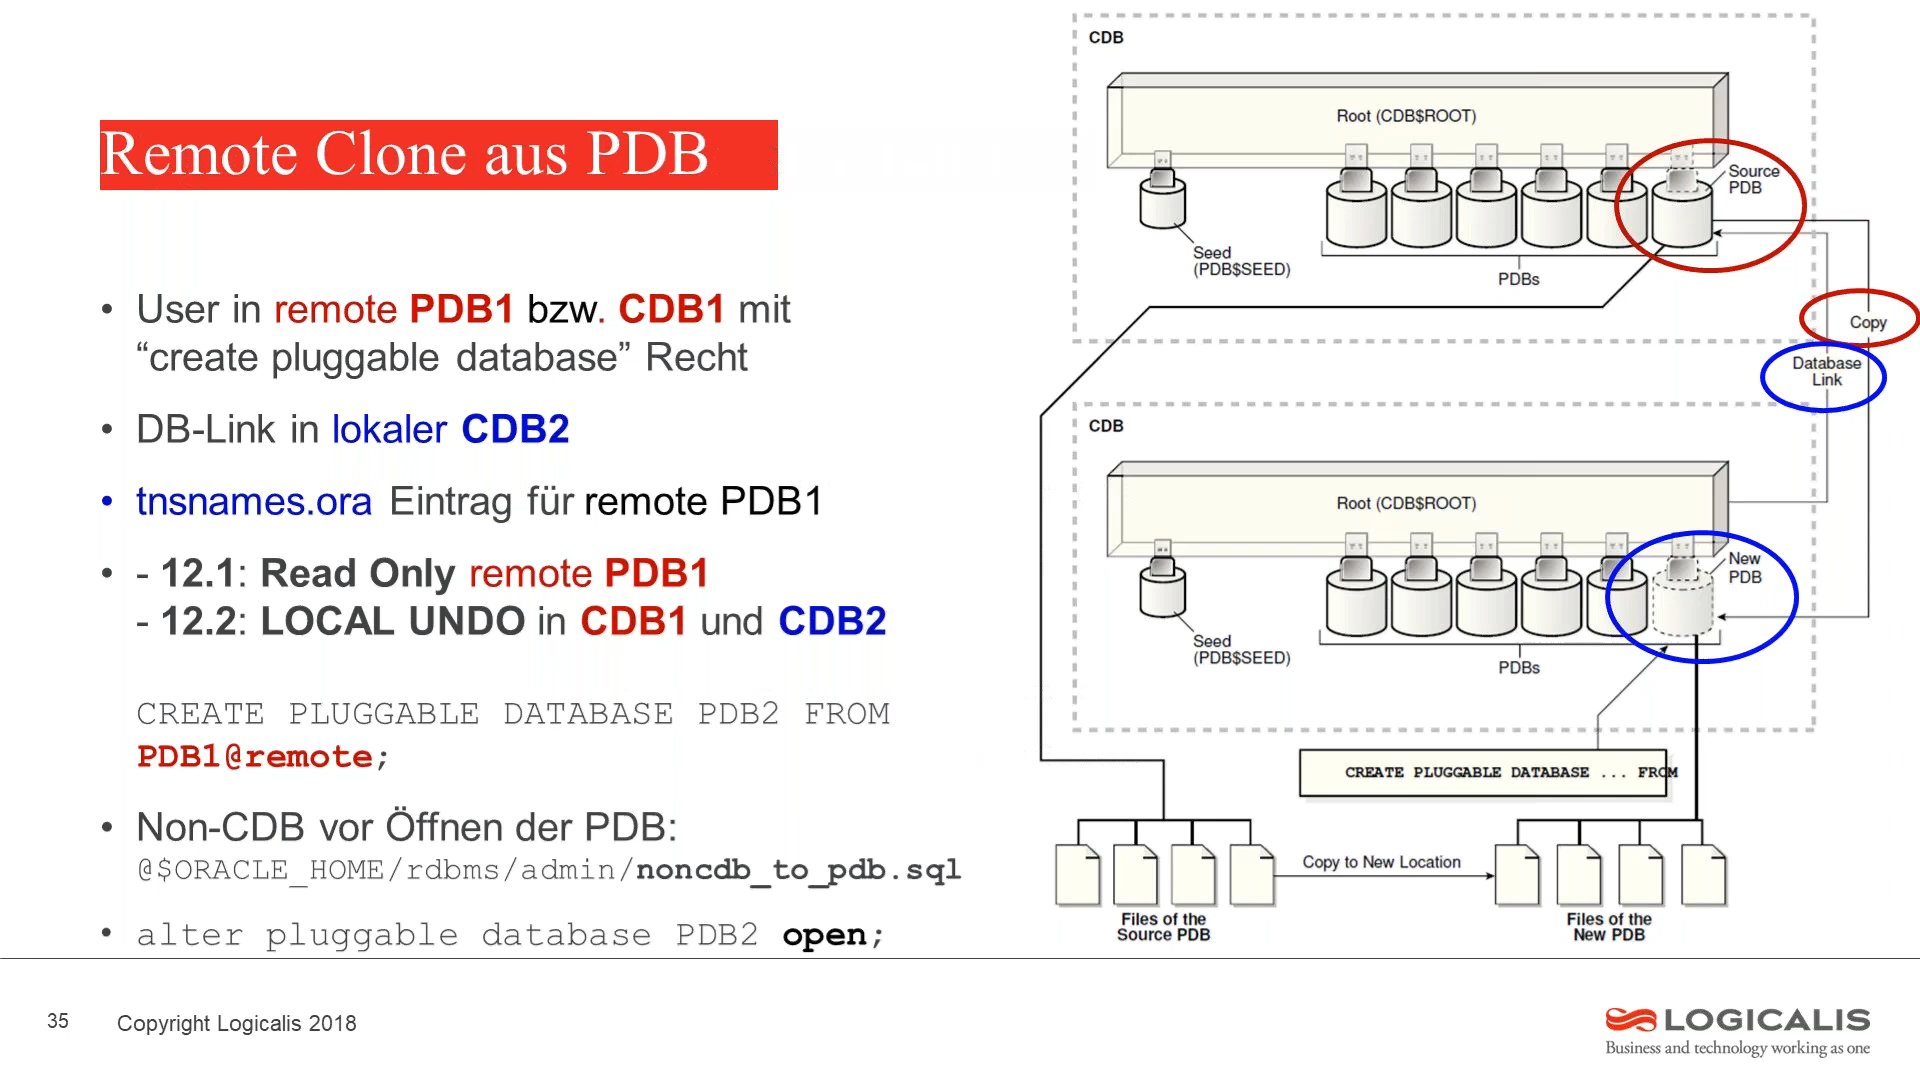 Remote Clone aus PDB
• User in remote PDB1 bzw. CDB1 mit
“create pluggable database” Recht
• DB-Link in lokaler CDB2
• tnsnames.ora Eintrag für remote PDB1
• - 12.1: Read Only remote PDB1
- 12.2: LOCAL UNDO in CDB1 und CDB2
CREATE PLUGGABLE DATABASE PDB2 FROM
PDB1@remote;
• Non-CDB vor Öffnen der PDB:
@$ORACLE_HOME/rdbms/admin/noncdb_to_pdb.sql
• alter pluggable database PDB2 open;
CDB
Root (CDB$ROOT)
Source
PDB
Seed
(PDB$SEED)
PDBs
Copy
Database
Link
CDB
Root (CDB$ROOT)
New
PDB
Seed
(PDB$SEED)
PDBs
CREATE PLUGGABLE DATABASE ... FROM
Copy to New Location
Files of the
Source PDB
Files of the
New PDB
35
Copyright Logicalis 2018
LOGICALIS
Business and technology working as one